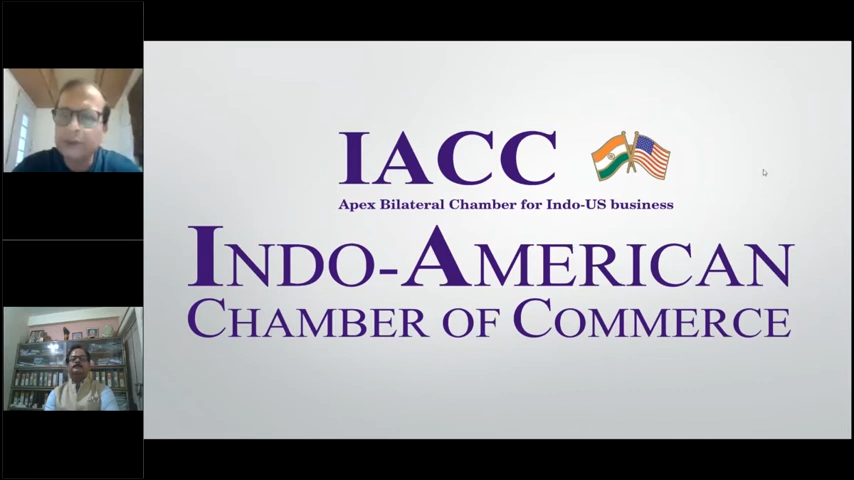 IACC
Apex Bilateral Chamber for Indo-US business
INDO-AMERICAN
CHAMBER OF COMMERCE